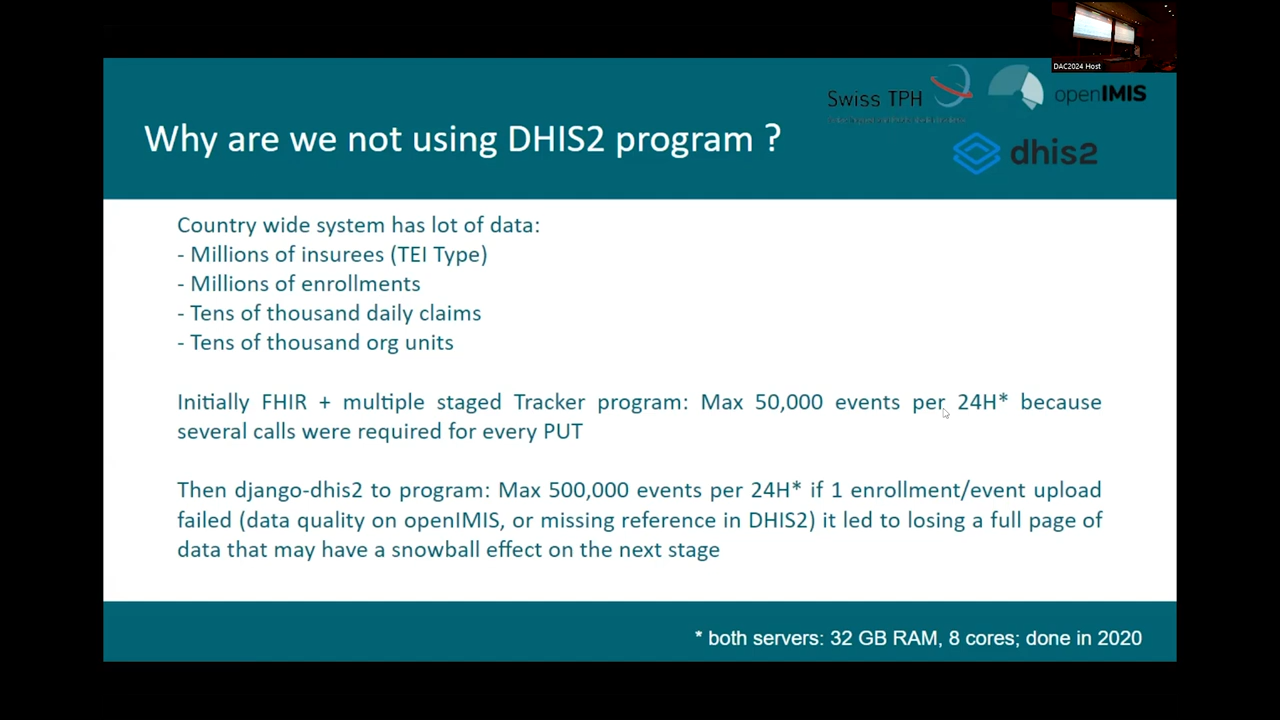 DAC2024 Host
Swiss TPH
openIMIS
dhis2
Why are we not using DHIS2 program ?
Country wide system has lot of data:
- Millions of insurees (TEI Type)
- Millions of enrollments
- Tens of thousand daily claims
- Tens of thousand org units
Initially FHIR + multiple staged Tracker program: Max 50,000 events per 24H* because
several calls were required for every PUT
Then django-dhis2 to program: Max 500,000 events per 24H* if 1 enrollment/event upload
failed (data quality on openIMIS, or missing reference in DHIS2) it led to losing a full page of
data that may have a snowball effect on the next stage
* both servers: 32 GB RAM, 8 cores; done in 2020